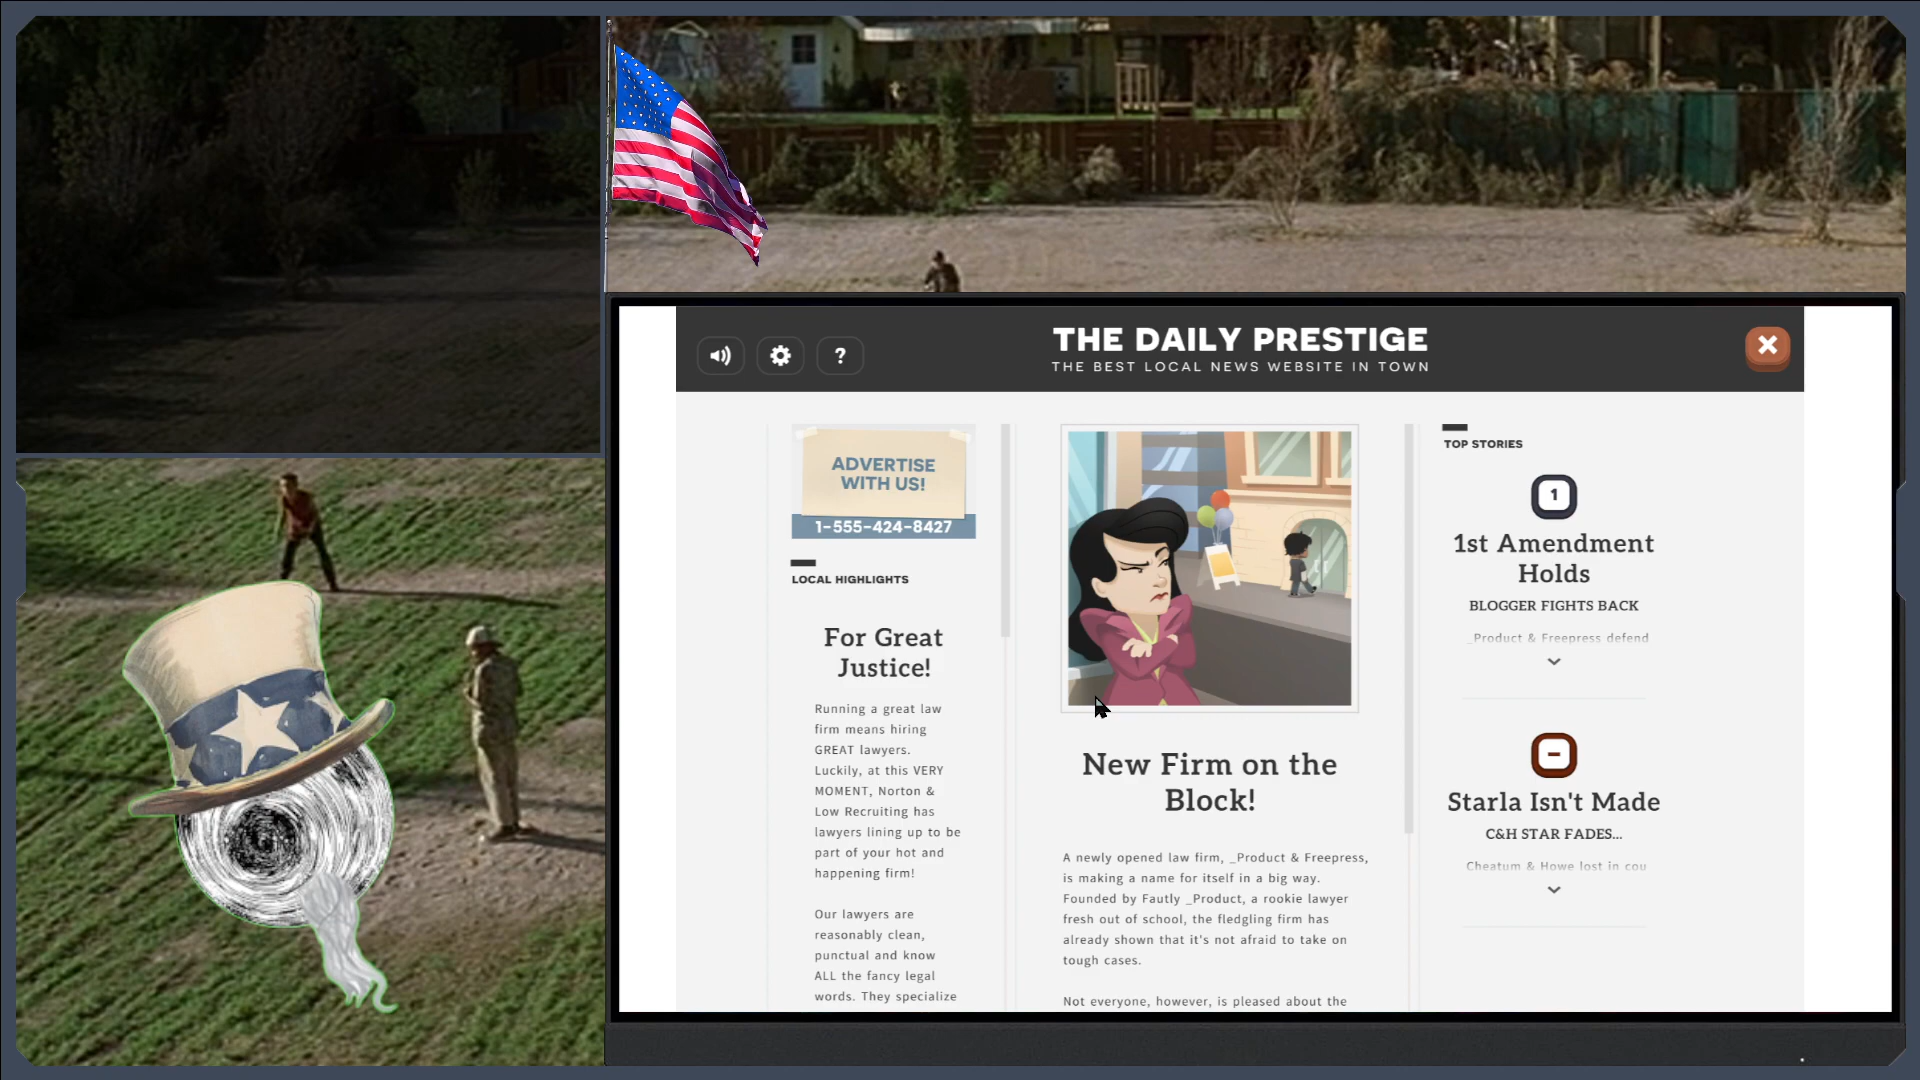 THE DAILY PRESTIGE
THE BEST LOCAL NEWS WEBSITE IN TOWN
?
ADVERTISE
WITH US!
1-555-424-8427
LOCAL HIGHLIGHTS
For Great
Justice!
Running a great law
firm means hiring
GREAT lawyers.
Luckily, at this VERY
MOMENT, Norton &
Low Recruiting has
lawyers lining up to be
part of your hot and
happening firm!
Our lawyers are
reasonably clean,
punctual and know
ALL the fancy legal
words. They specialize
New Firm on the
Block!
A newly opened law firm, _Product & Freepress,
is making a name for itself in a big way.
Founded by Fautly _Product, a rookie lawyer
fresh out of school, the fledgling firm has
already shown that it's not afraid to take on
tough cases.
Not everyone, however, is pleased about the
TOP STORIES
1
1st Amendment
Holds
BLOGGER FIGHTS BACK
_Product & Freepress defend
Starla Isn't Made
C&H STAR FADES...
Cheatum & Howe lost in cou